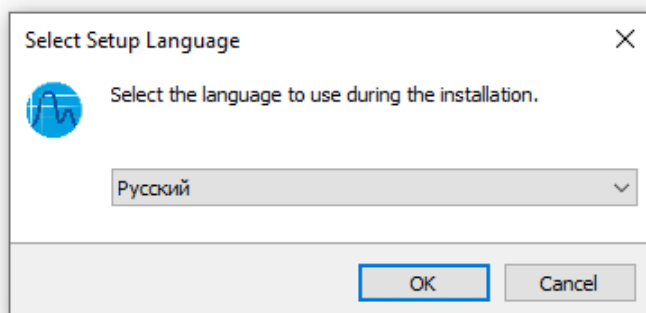 Select Setup Language
Select the language to use during the installation.
Русский
OK
Cancel